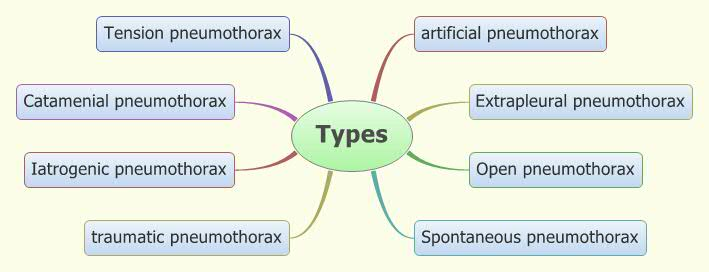 Tension pneumothorax
artificial pneumothorax
Catamenial pneumothorax
Extrapleural pneumothorax
Types
Iatrogenic pneumothorax
Open pneumothorax
traumatic pneumothorax
Spontaneous pneumothorax